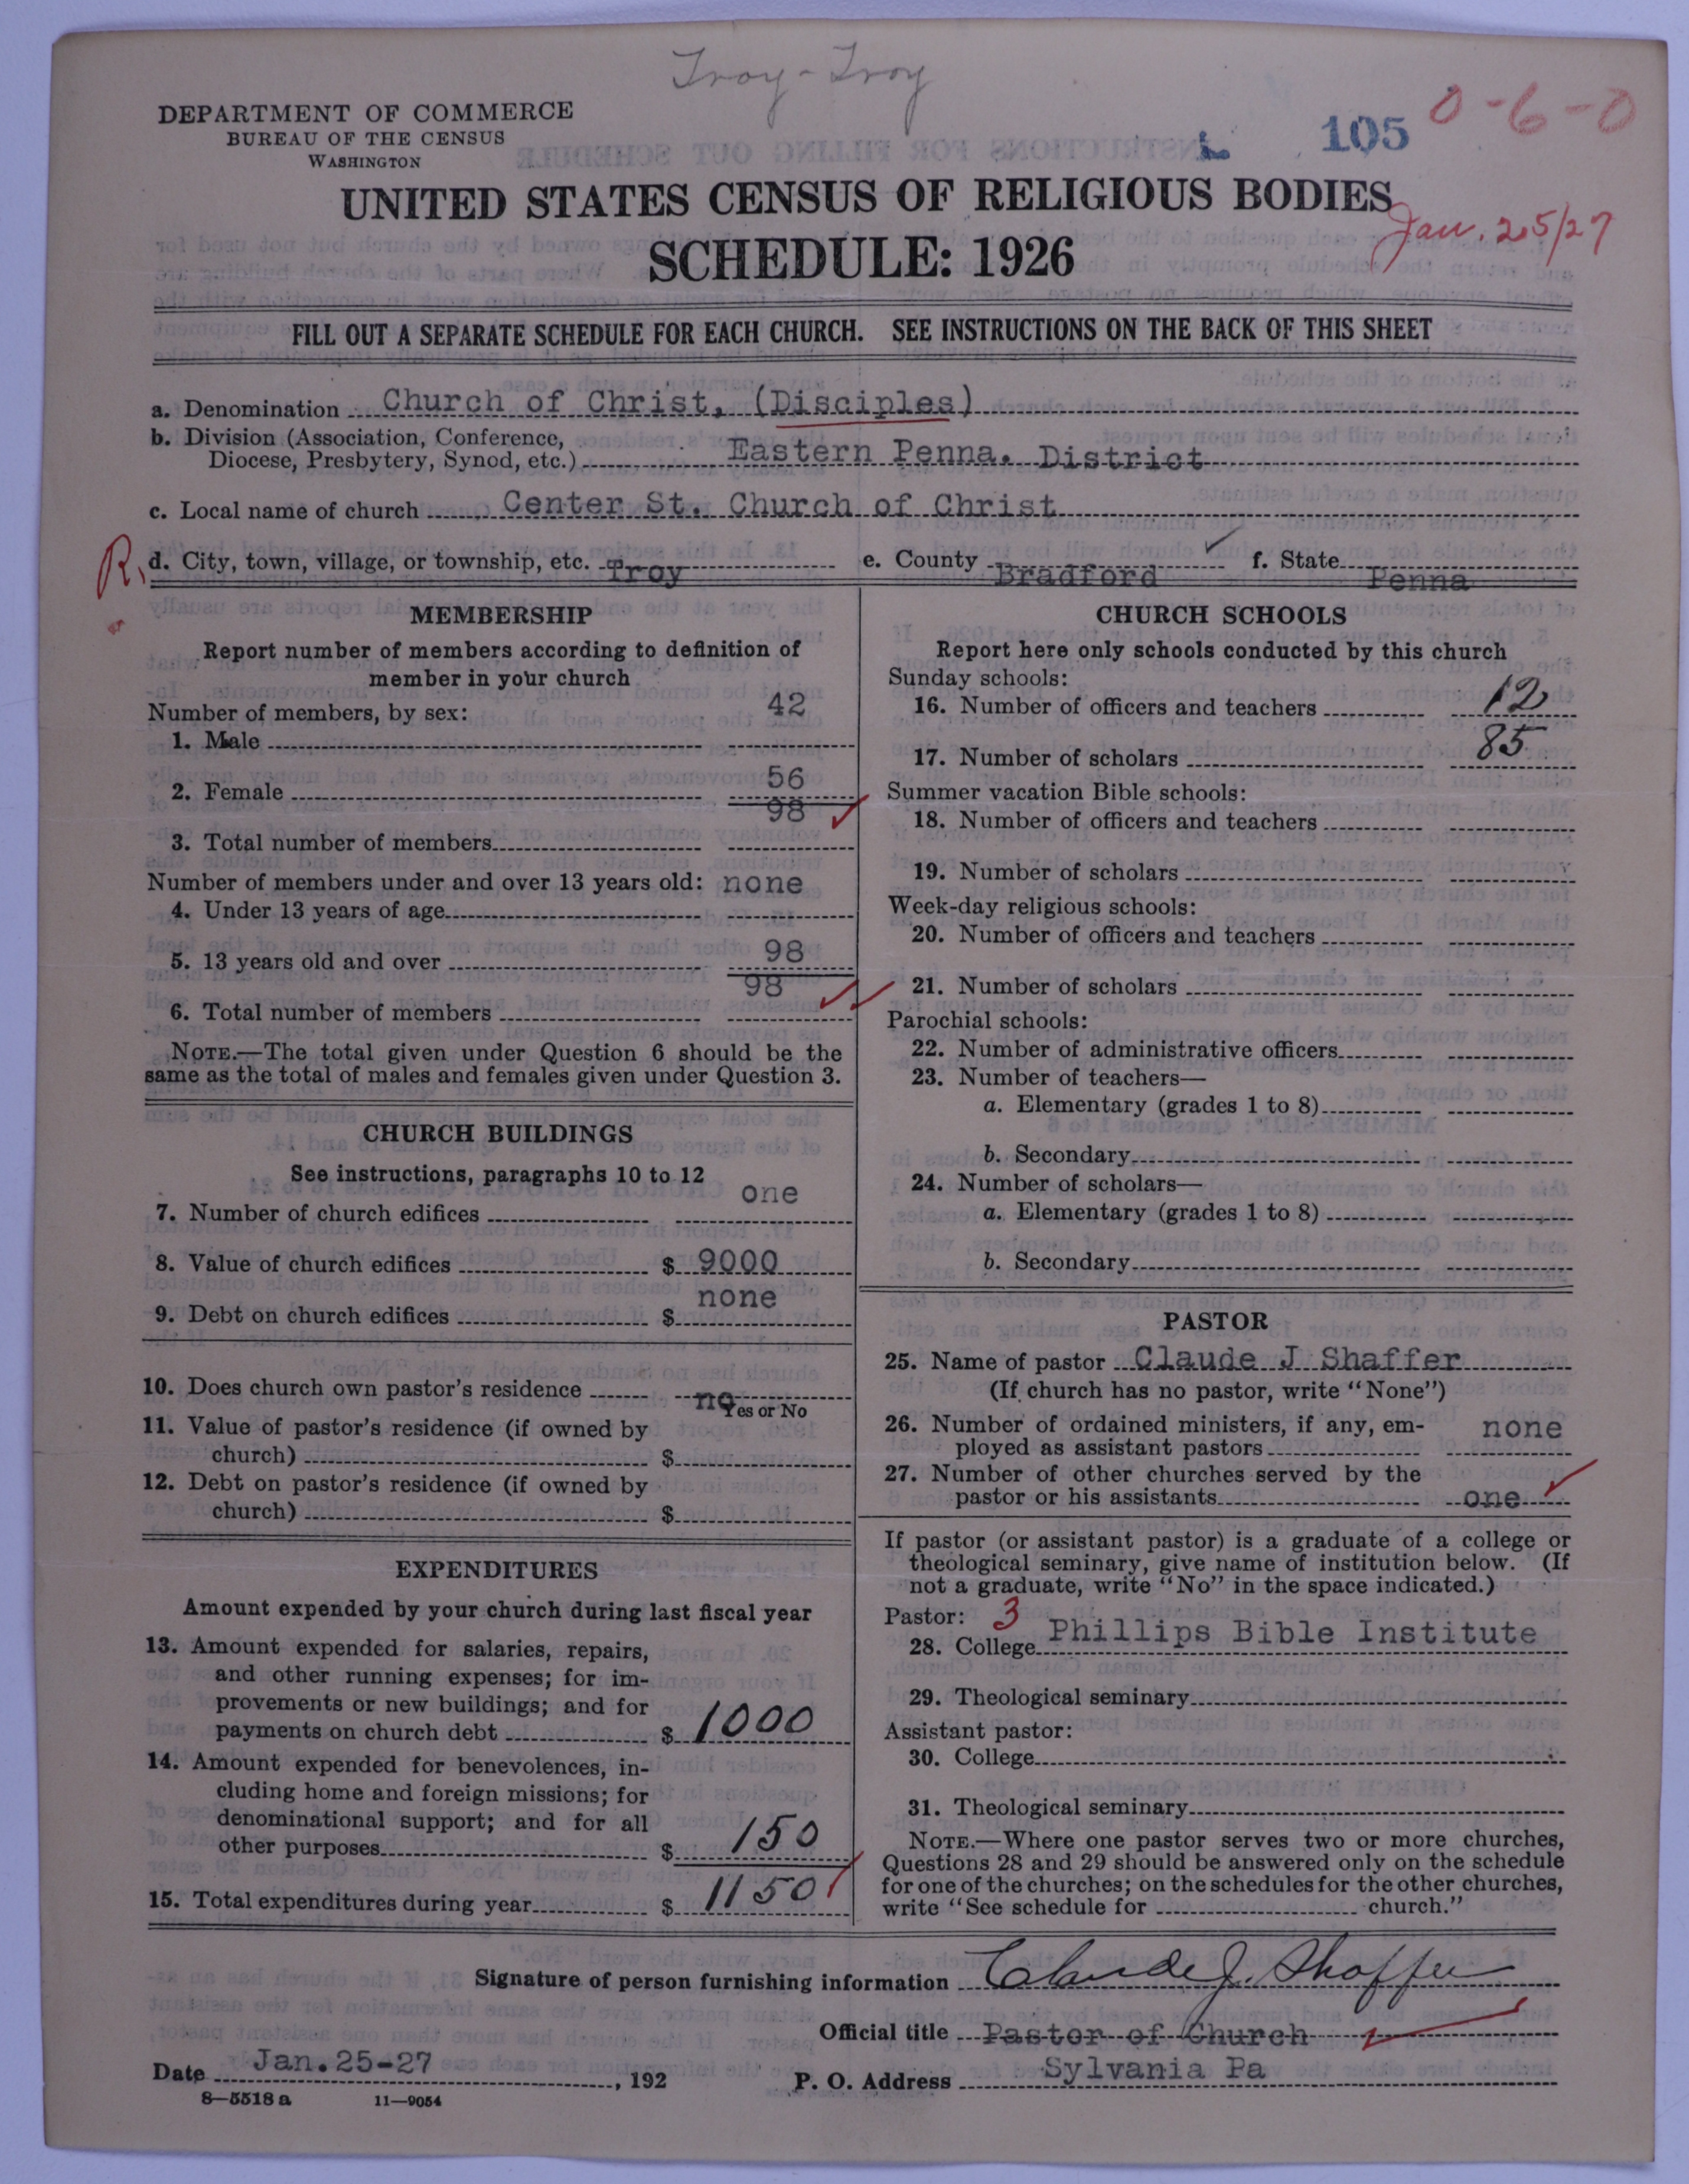 Troy-Troy
DEPARTMENT OF COMMERCE
BUREAU OF THE CENSUS
WASHINGTON
105
0-6-0
UNITED STATES CENSUS OF RELIGIOUS BODIES
Jan. 25/27
SCHEDULE: 1926
FILL OUT A SEPARATE SCHEDULE FOR EACH CHURCH. SEE INSTRUCTIONS ON THE BACK OF THIS SHEET
a. Denomination Church of Christ, (Disciples)
b. Division (Association, Conference,
Diocese, Presbytery, Synod, etc.) Eastern Penna. District
c. Local name of church Center St. Church of Christ
R. d. City, town, village, or township, etc. Troy e. County Bradford f. State Penna
MEMBERSHIP
Report number of members according to definition of
member in your church
Number of members, by sex:
1. Male 42
2. Female 56
3. Total number of members 98
Number of members under and over 13 years old:
4. Under 13 years of age none
5. 13 years old and over 98
6. Total number of members 98
NOTE.—The total given under Question 6 should be the
same as the total of males and females given under Question 3.
CHURCH BUILDINGS
See instructions, paragraphs 10 to 12
7. Number of church edifices one
8. Value of church edifices $ 9000
9. Debt on church edifices $ none
10. Does church own pastor's residence no
Yes or No
11. Value of pastor's residence (if owned by
church) $
12. Debt on pastor's residence (if owned by
church) $
EXPENDITURES
Amount expended by your church during last fiscal year
13. Amount expended for salaries, repairs,
and other running expenses; for im-
provements or new buildings; and for
payments on church debt $ 1000
14. Amount expended for benevolences, in-
cluding home and foreign missions; for
denominational support; and for all
other purposes $ 150
15. Total expenditures during year $ 1150
CHURCH SCHOOLS
Report here only schools conducted by this church
Sunday schools:
16. Number of officers and teachers 12
17. Number of scholars 85
Summer vacation Bible schools:
18. Number of officers and teachers
19. Number of scholars
Week-day religious schools:
20. Number of officers and teachers
21. Number of scholars
Parochial schools:
22. Number of administrative officers
23. Number of teachers—
a. Elementary (grades 1 to 8)
b. Secondary
24. Number of scholars—
a. Elementary (grades 1 to 8)
b. Secondary
PASTOR
25. Name of pastor Claude J Shaffer
(If church has no pastor, write "None")
26. Number of ordained ministers, if any, em-
ployed as assistant pastors none
27. Number of other churches served by the
pastor or his assistants one
If pastor (or assistant pastor) is a graduate of a college or
theological seminary, give name of institution below. (If
not a graduate, write "No" in the space indicated.)
Pastor: 3
28. College Phillips Bible Institute
29. Theological seminary
Assistant pastor:
30. College
31. Theological seminary
NOTE.—Where one pastor serves two or more churches,
Questions 28 and 29 should be answered only on the schedule
for one of the churches; on the schedules for the other churches,
write "See schedule for church."
Signature of person furnishing information Claude J. Shaffer
Official title Pastor of Church
Date Jan. 25-27, 192 P. O. Address Sylvania Pa
8—5518 a 11—9054